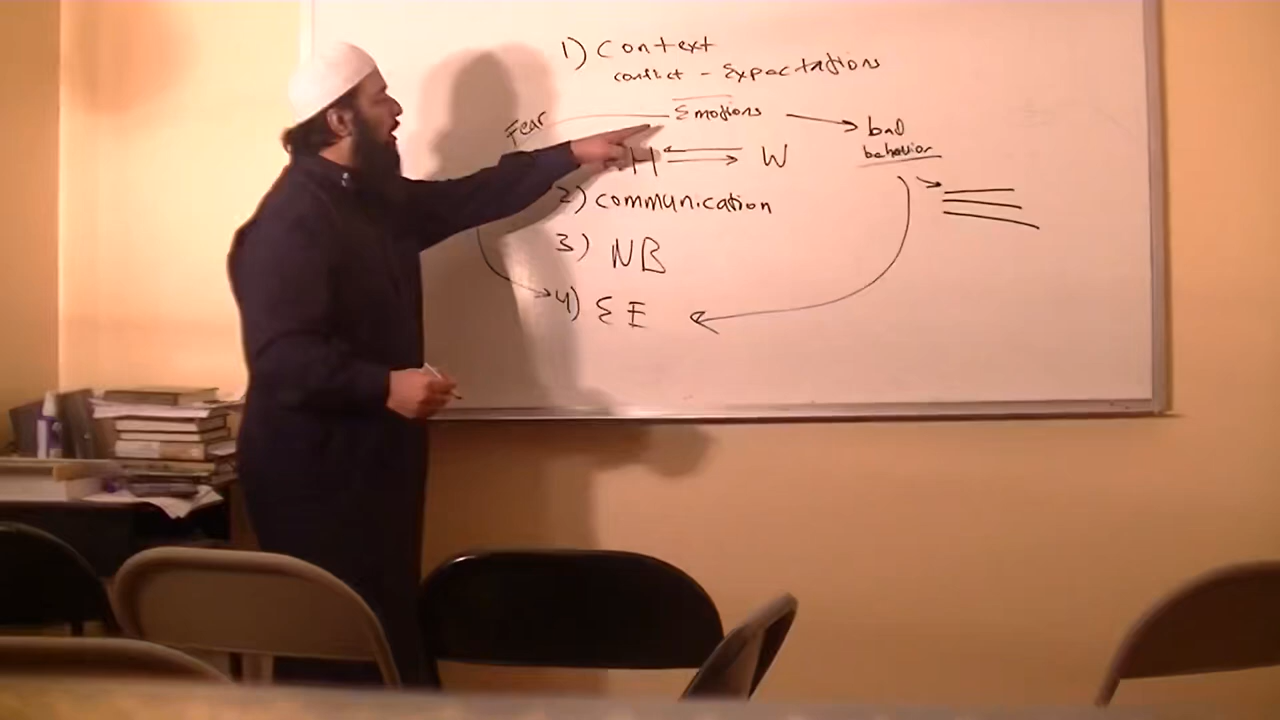 1) Context
conflict - Expectations
Emotions
Fear
bad
behavior
H W
2) communication
3) NB
4) EE